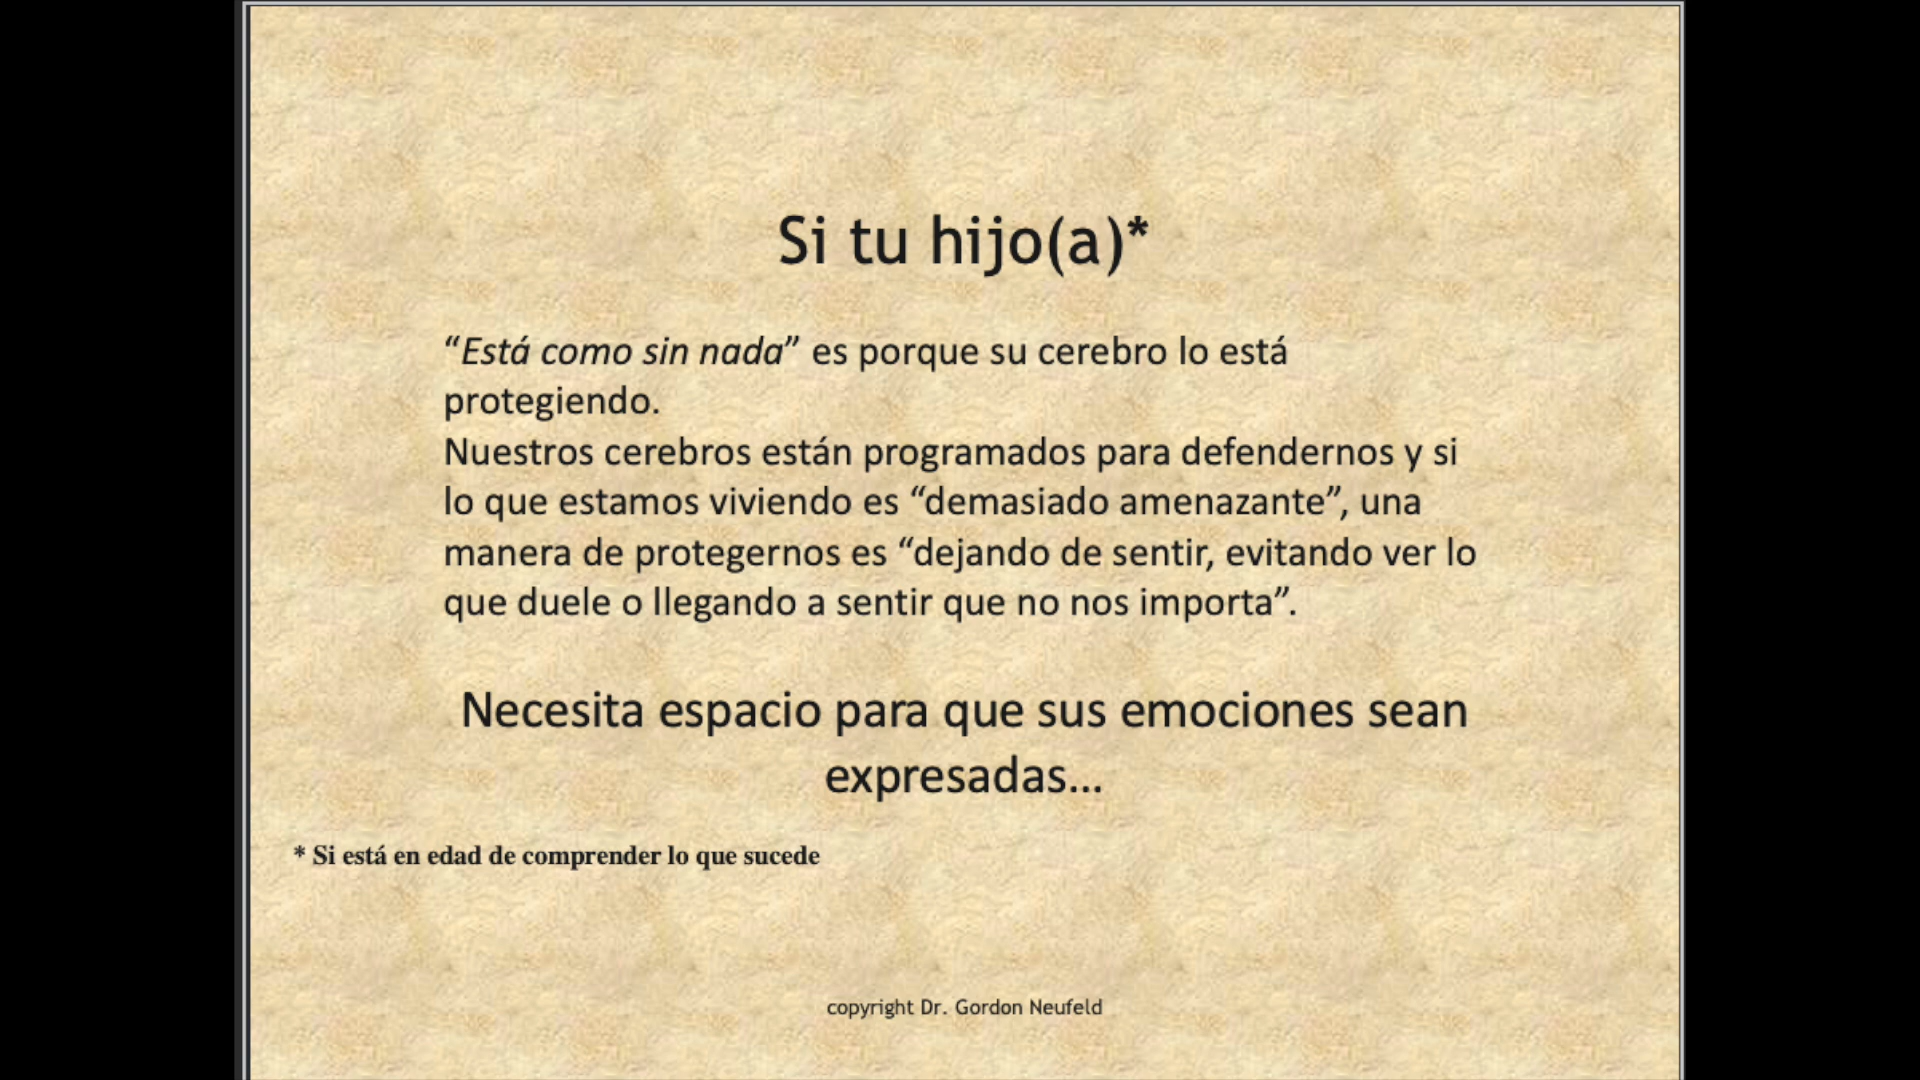 Si tu hijo(a)*
“Está como sin nada” es porque su cerebro lo está
protegiendo.
Nuestros cerebros están programados para defendernos y si
lo que estamos viviendo es “demasiado amenazante”, una
manera de protegernos es “dejando de sentir, evitando ver lo
que duele o llegando a sentir que no nos importa”.
Necesita espacio para que sus emociones sean
expresadas...
* Si está en edad de comprender lo que sucede
copyright Dr. Gordon Neufeld